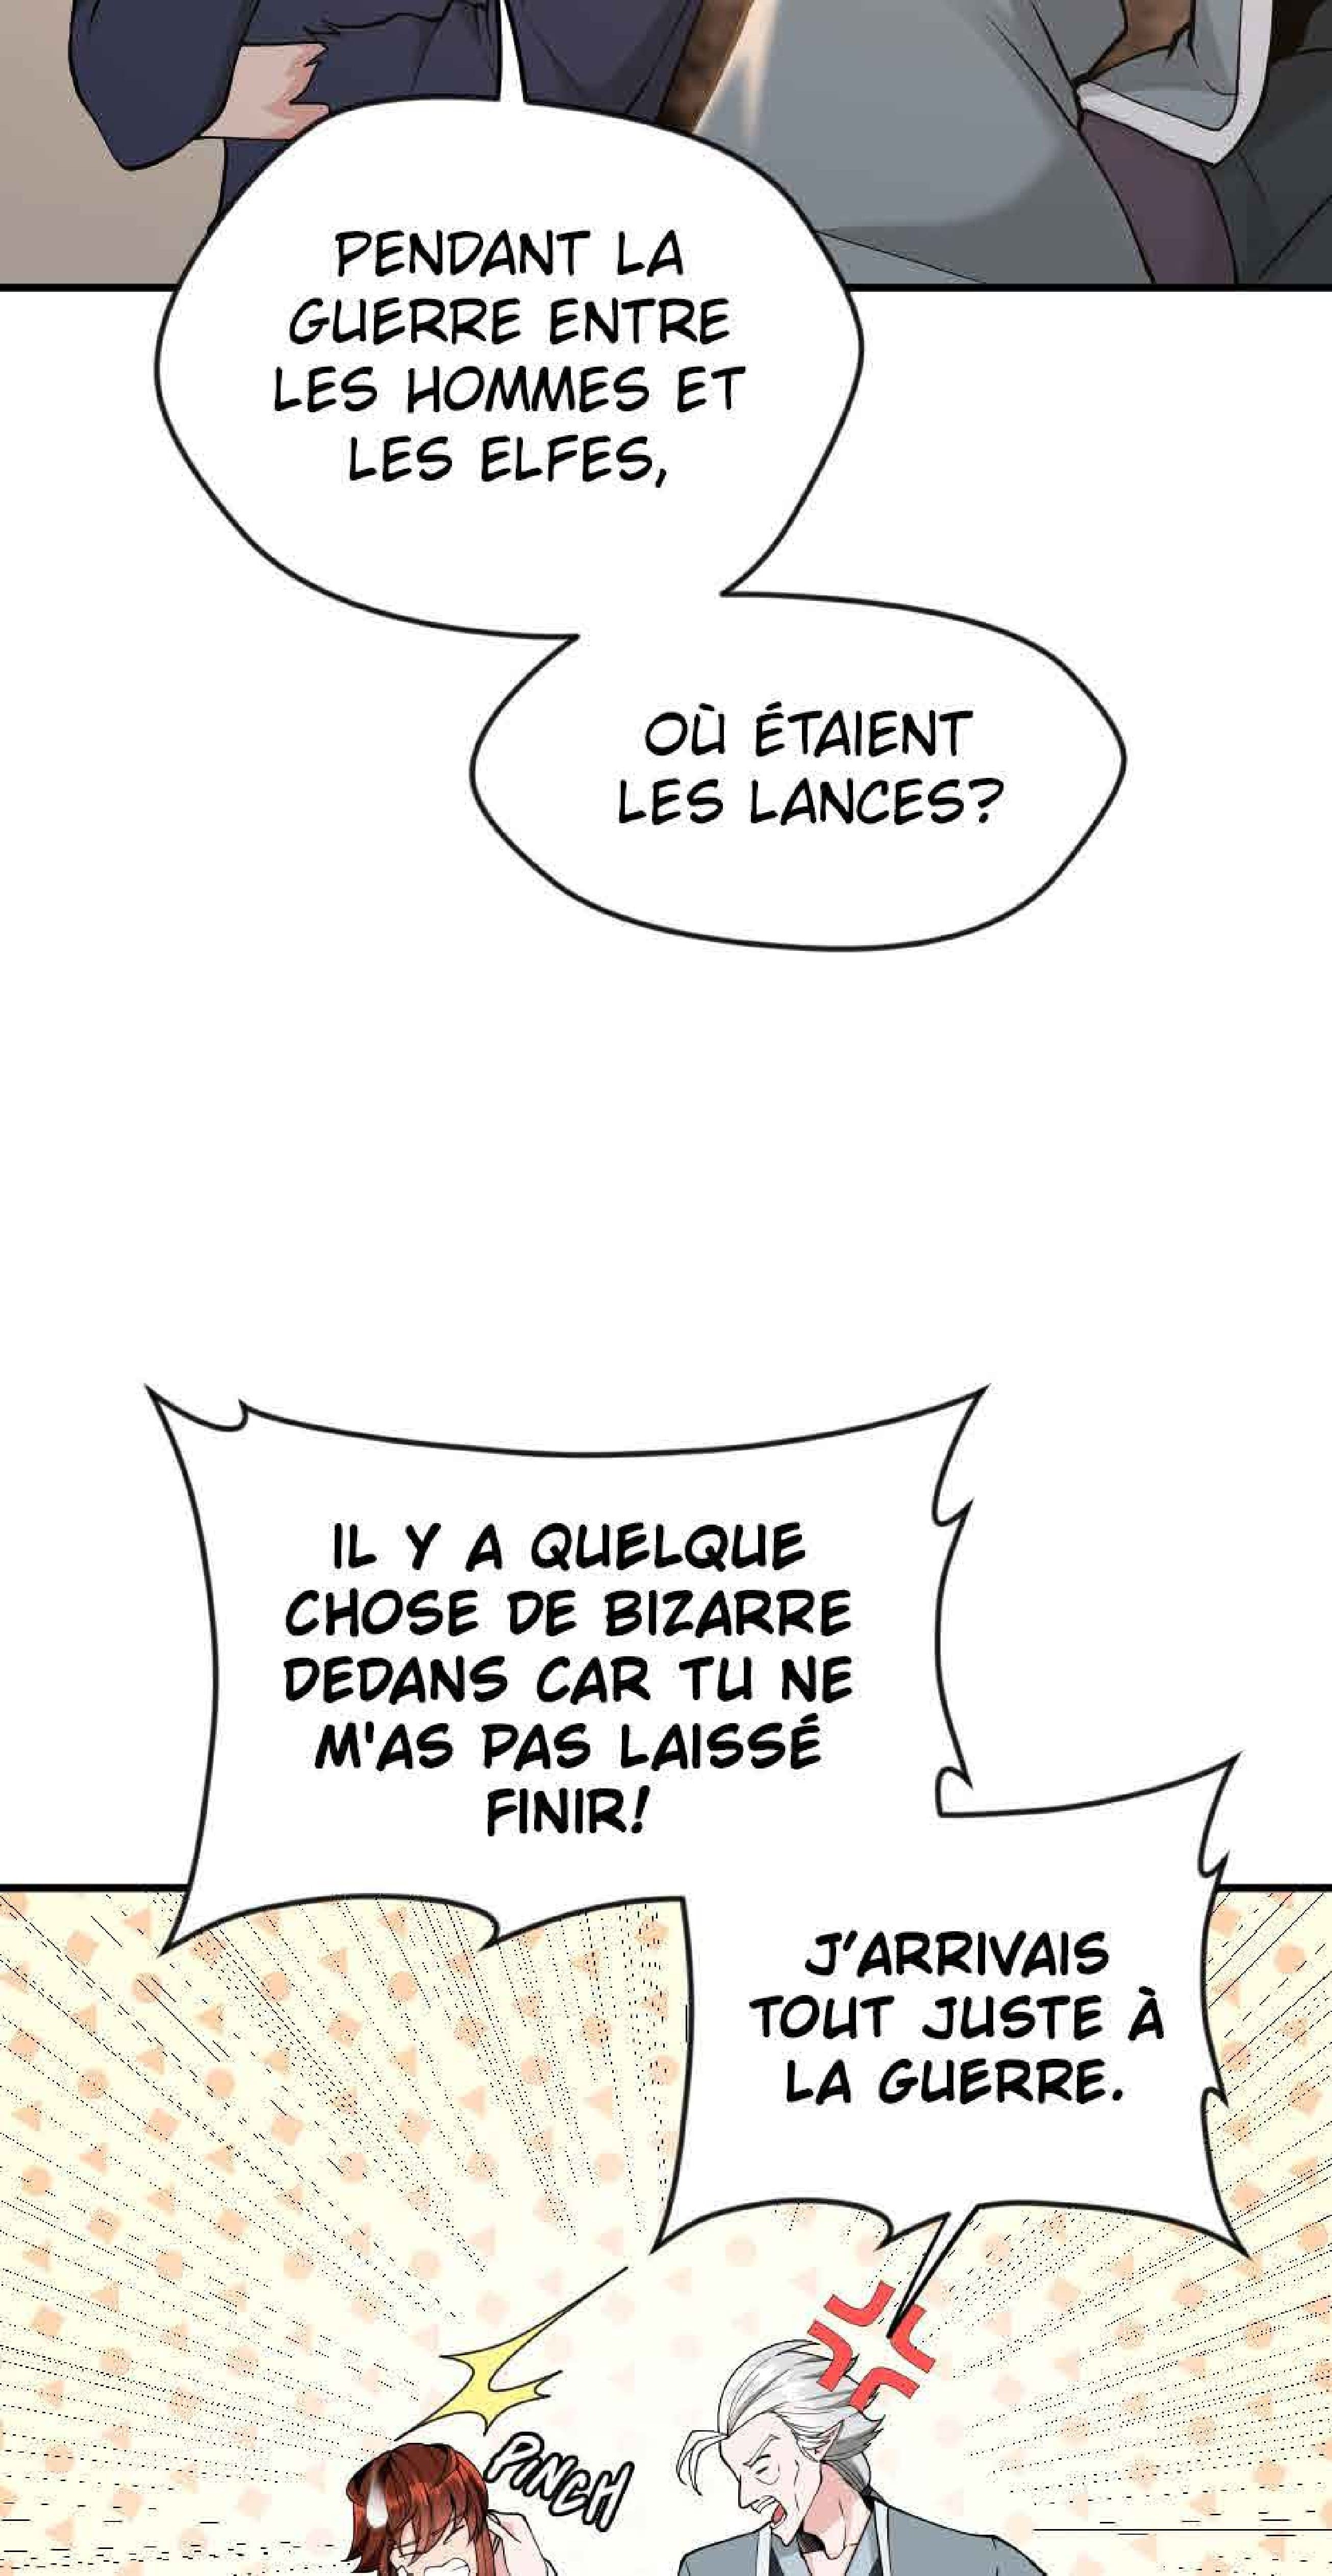 PENDANT LA
GUERRE ENTRE
LES HOMMES ET
LES ELFES,
OÙ ÉTAIENT
LES LANCES?
IL Y A QUELQUE
CHOSE DE BIZARRE
DEDANS CAR TU NE
M'AS PAS LAISSÉ
FINIR!
J'ARRIVAIS
TOUT JUSTE À
LA GUERRE.
PINCH